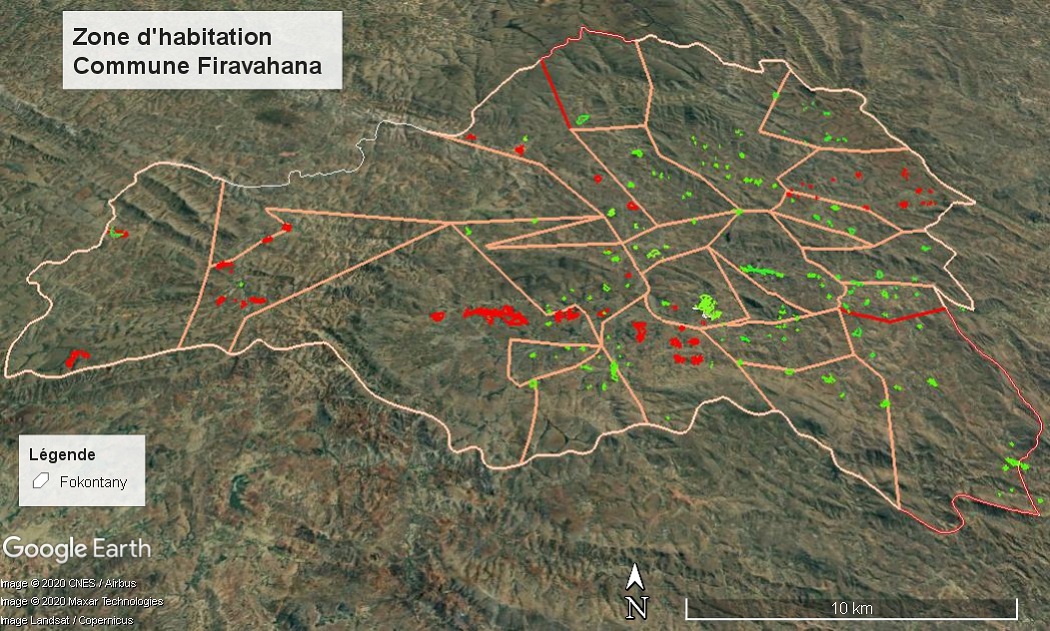 Zone d'habitation
Commune Firavahana
Légende
Fokontany
Google Earth
mage © 2020 CNES / Airbus
mage © 2020 Maxar Technologies
mage Landsat / Copernicus
N
10 km